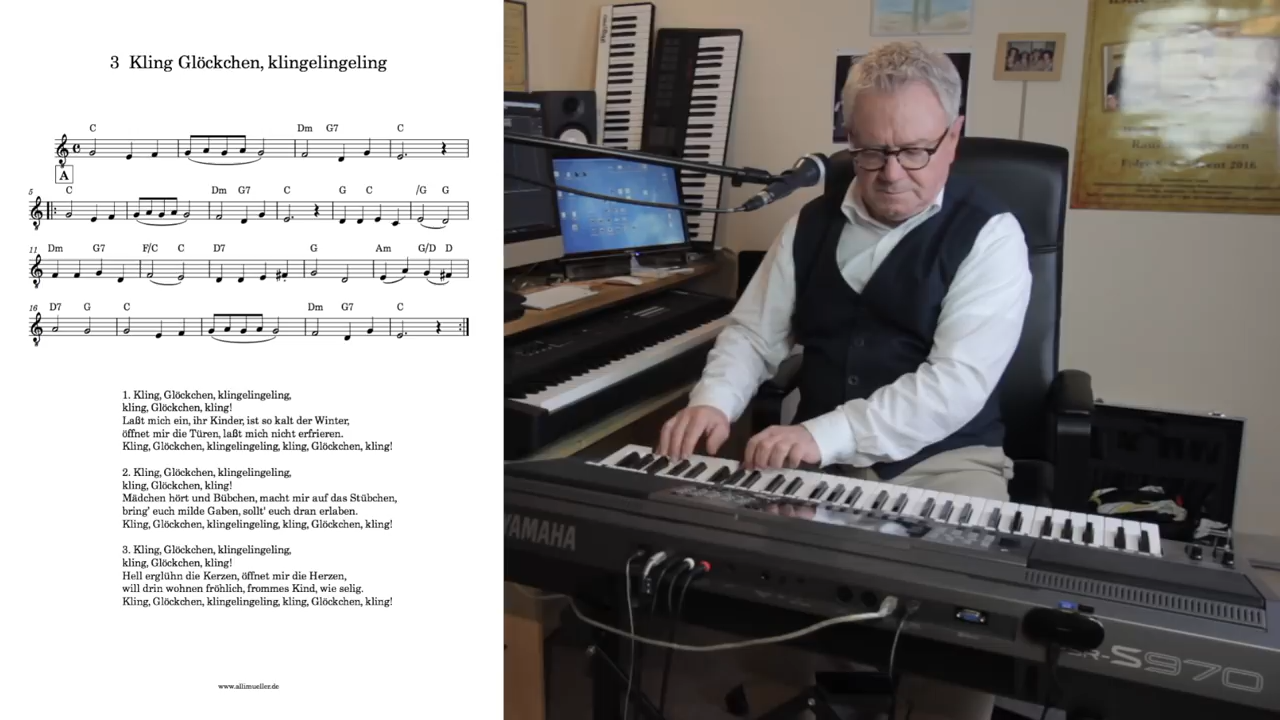 3 Kling Glöckchen, klingelingeling
C Dm G7 C
A
5 C Dm G7 C G C /G G
11 Dm G7 F/C C D7 G Am G/D D
16 D7 G C Dm G7 C
1. Kling, Glöckchen, klingelingeling,
kling, Glöckchen, kling!
Laßt mich ein, ihr Kinder, ist so kalt der Winter,
öffnet mir die Türen, laßt mich nicht erfrieren.
Kling, Glöckchen, klingelingeling, kling, Glöckchen, kling!
2. Kling, Glöckchen, klingelingeling,
kling, Glöckchen, kling!
Mädchen hört und Bübchen, macht mir auf das Stübchen,
bring' euch milde Gaben, sollt' euch dran erlaben.
Kling, Glöckchen, klingelingeling, kling, Glöckchen, kling!
3. Kling, Glöckchen, klingelingeling,
kling, Glöckchen, kling!
Hell erglühn die Kerzen, öffnet mir die Herzen,
will drin wohnen fröhlich, frommes Kind, wie selig.
Kling, Glöckchen, klingelingeling, kling, Glöckchen, kling!
www.allimueller.de
2016
YAMAHA
S970